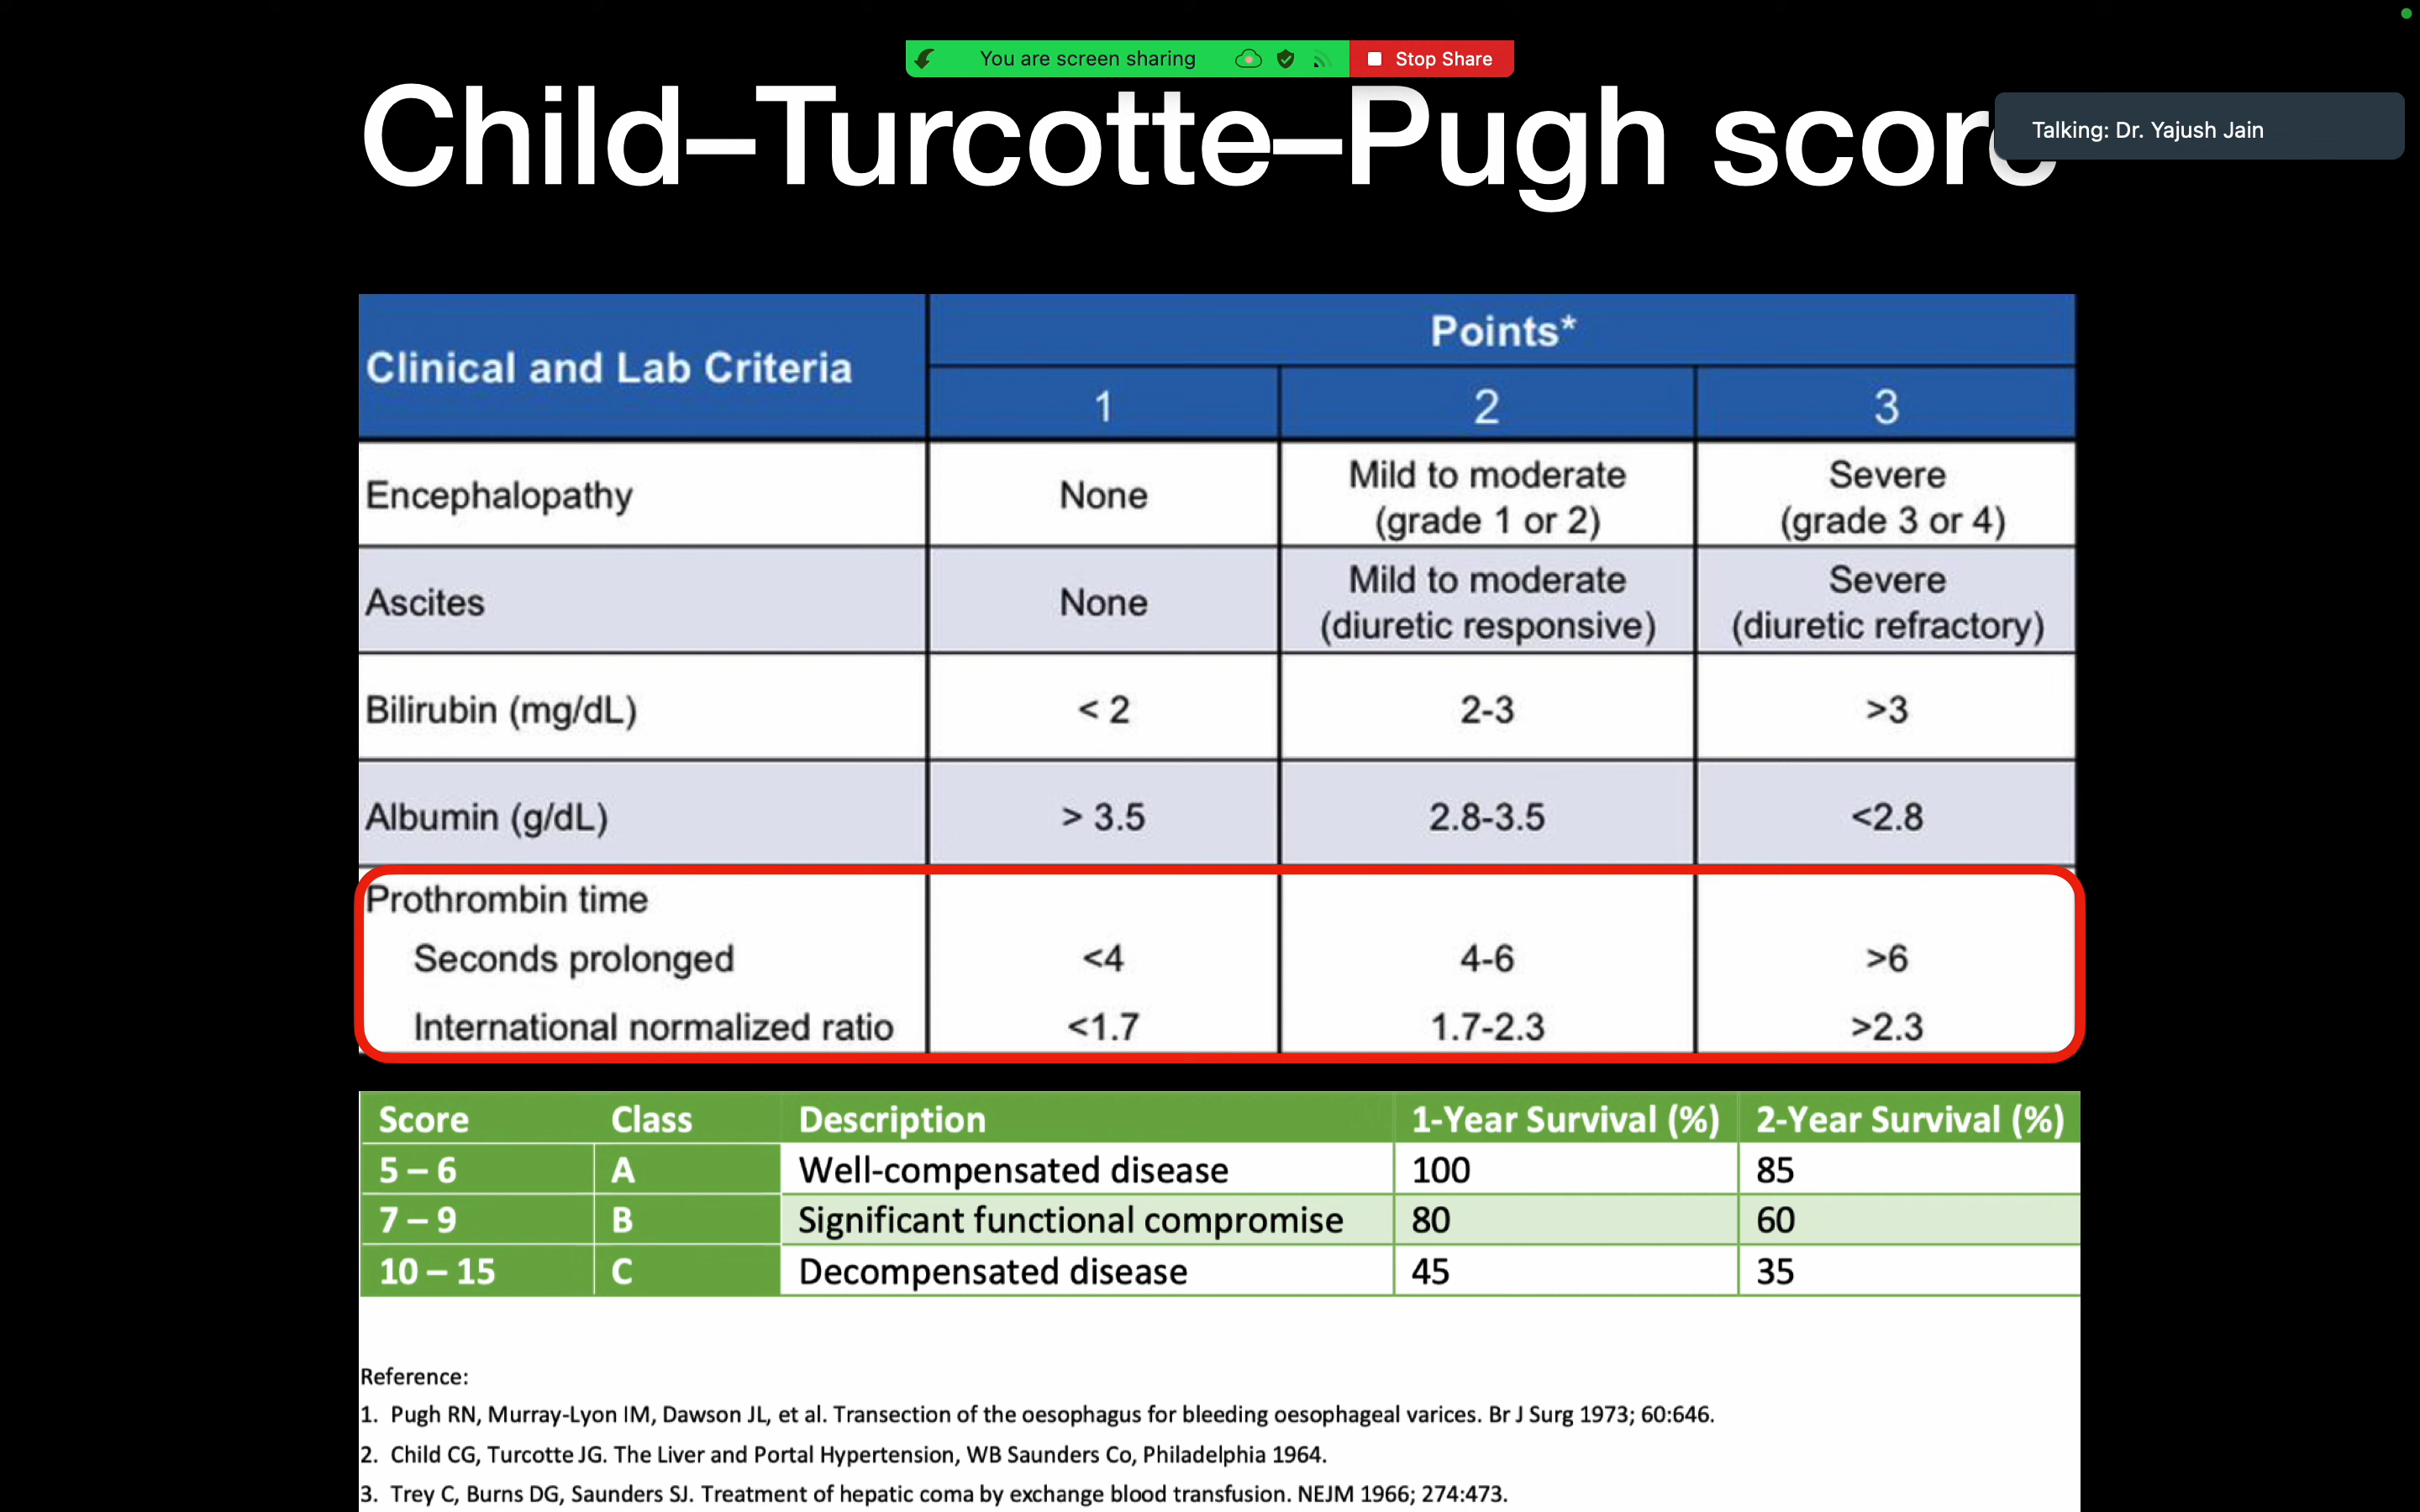 You are screen sharing
Stop Share
Child–Turcotte–Pugh score
Talking: Dr. Yajush Jain
Clinical and Lab Criteria
Points*
1 2 3
Encephalopathy None Mild to moderate (grade 1 or 2) Severe (grade 3 or 4)
Ascites None Mild to moderate (diuretic responsive) Severe (diuretic refractory)
Bilirubin (mg/dL) < 2 2-3 >3
Albumin (g/dL) > 3.5 2.8-3.5 <2.8
Prothrombin time
Seconds prolonged <4 4-6 >6
International normalized ratio <1.7 1.7-2.3 >2.3
Score Class Description 1-Year Survival (%) 2-Year Survival (%)
5 – 6 A Well-compensated disease 100 85
7 – 9 B Significant functional compromise 80 60
10 – 15 C Decompensated disease 45 35
Reference:
1. Pugh RN, Murray-Lyon IM, Dawson JL, et al. Transection of the oesophagus for bleeding oesophageal varices. Br J Surg 1973; 60:646.
2. Child CG, Turcotte JG. The Liver and Portal Hypertension, WB Saunders Co, Philadelphia 1964.
3. Trey C, Burns DG, Saunders SJ. Treatment of hepatic coma by exchange blood transfusion. NEJM 1966; 274:473.